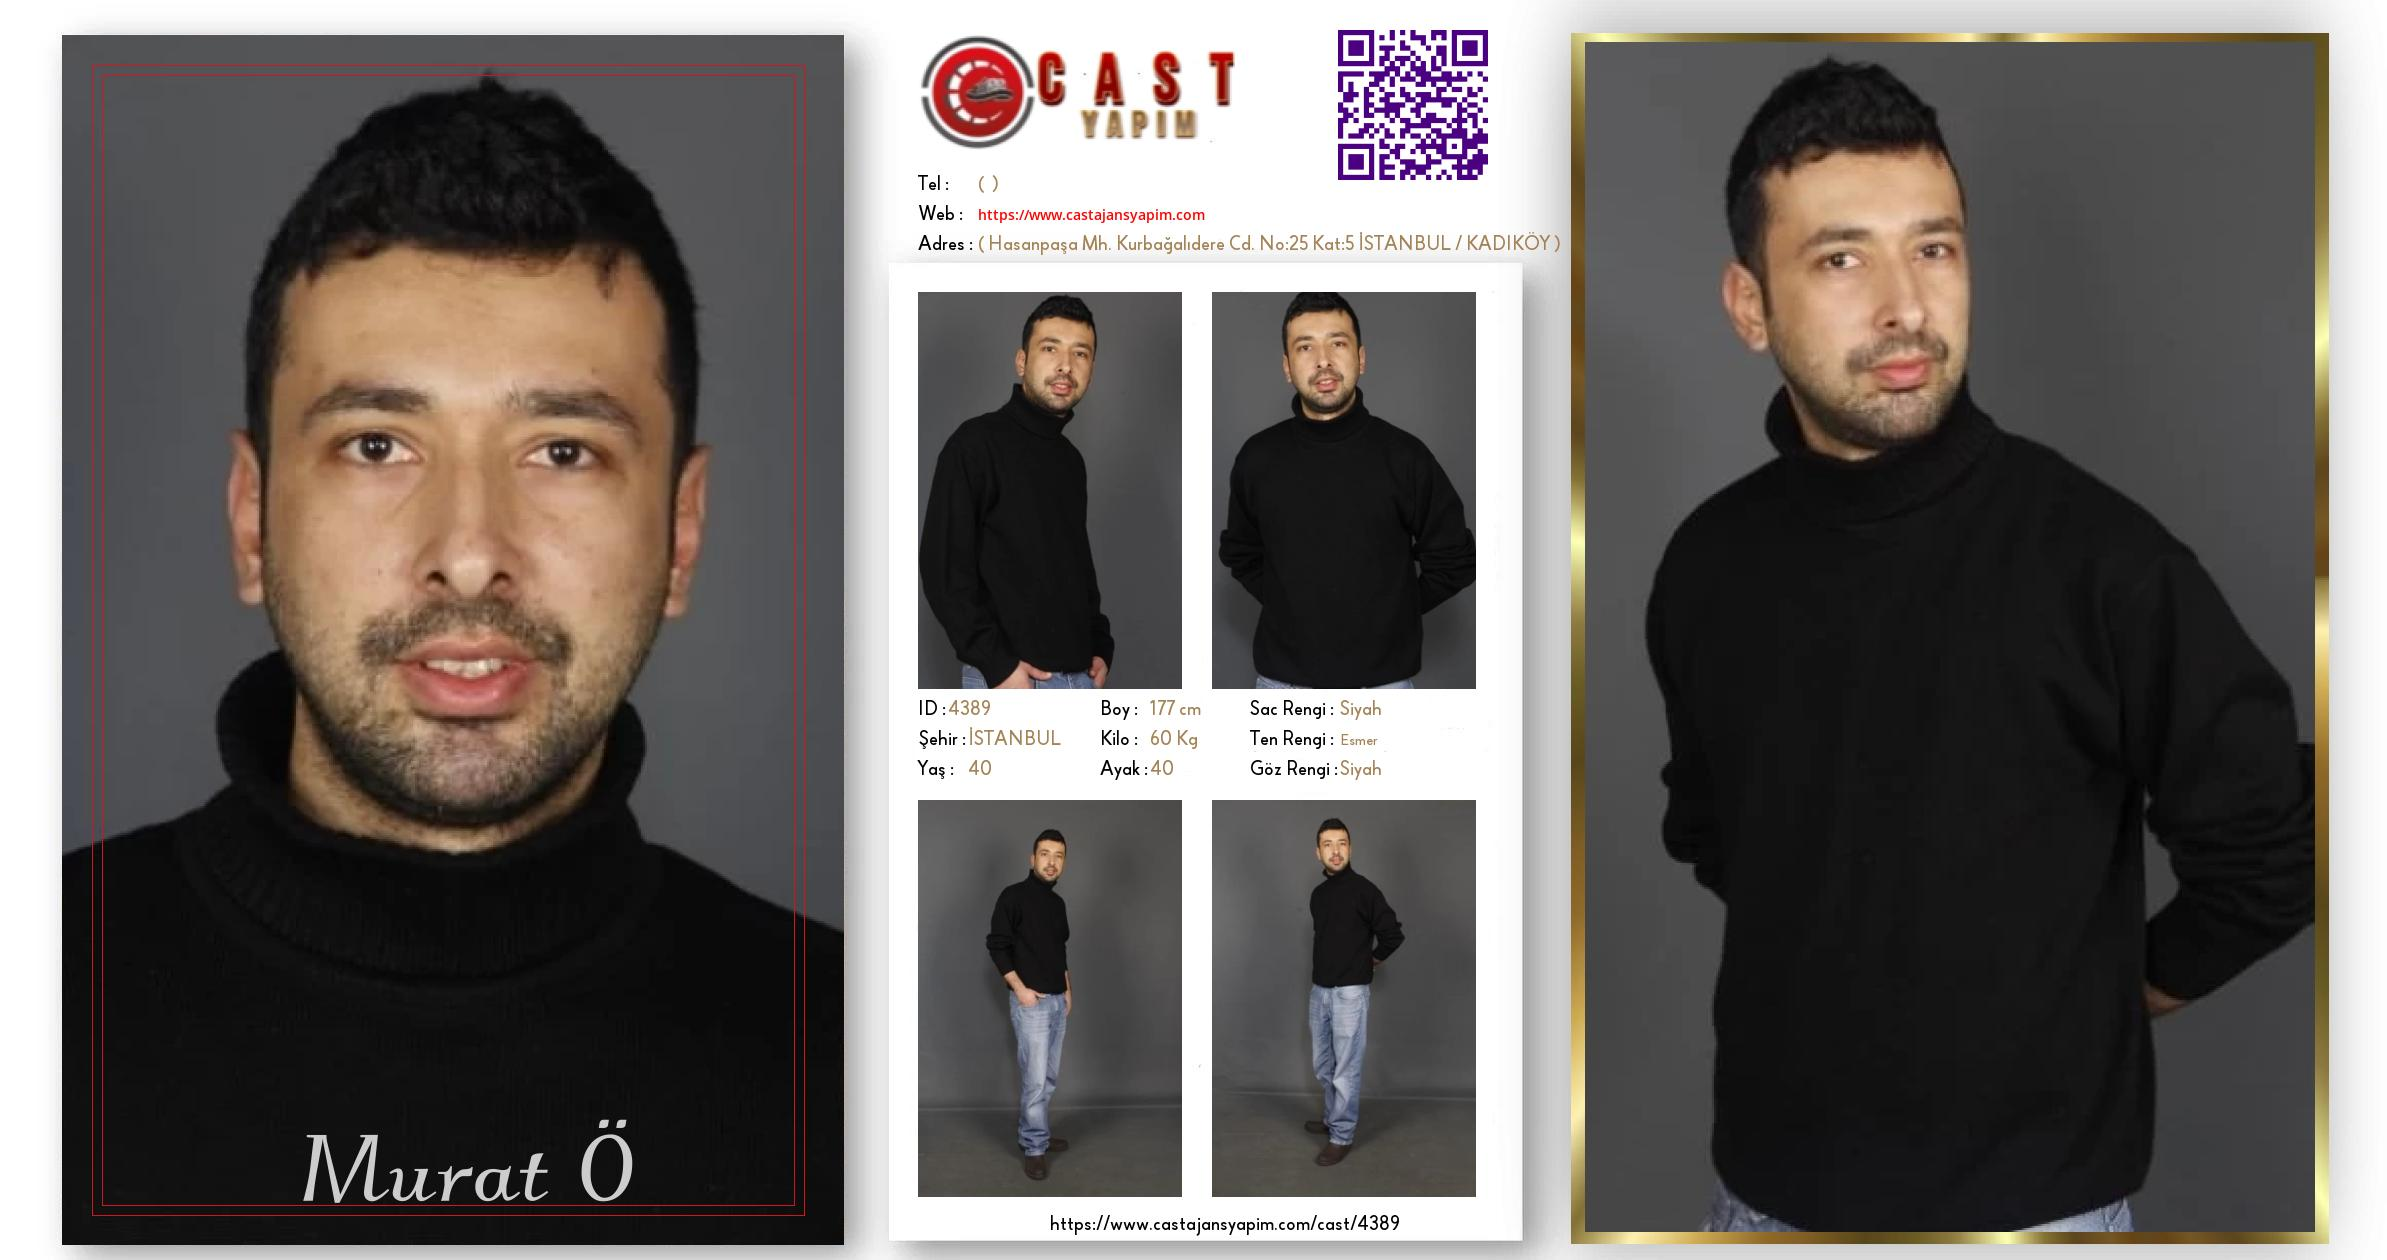 Murat Ö
CAST
YAPIM
Tel : ( )
Web : https://www.castajansyapim.com
Adres : ( Hasanpaşa Mh. Kurbağalıdere Cd. No:25 Kat:5 İSTANBUL / KADIKÖY )
ID : 4389 Boy : 177 cm Sac Rengi : Siyah
Şehir : İSTANBUL Kilo : 60 Kg Ten Rengi : Esmer
Yaş : 40 Ayak : 40 Göz Rengi : Siyah
https://www.castajansyapim.com/cast/4389